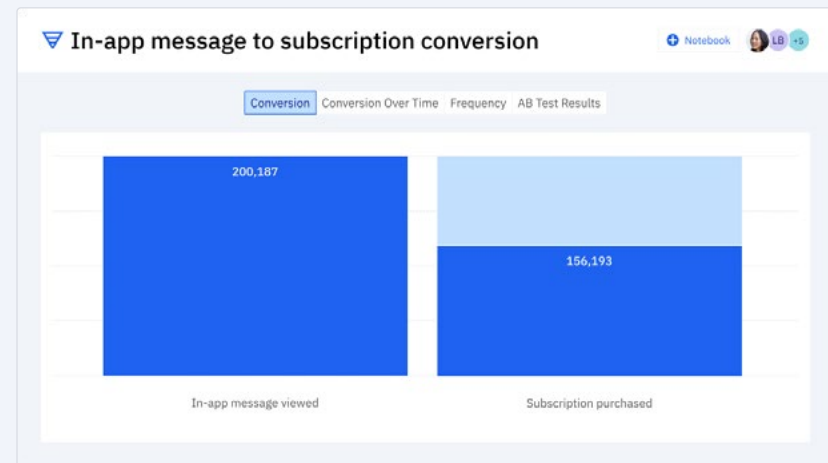 In-app message to subscription conversion
Notebook
LB
+5
Conversion Conversion Over Time Frequency AB Test Results
200,187
156,193
In-app message viewed
Subscription purchased